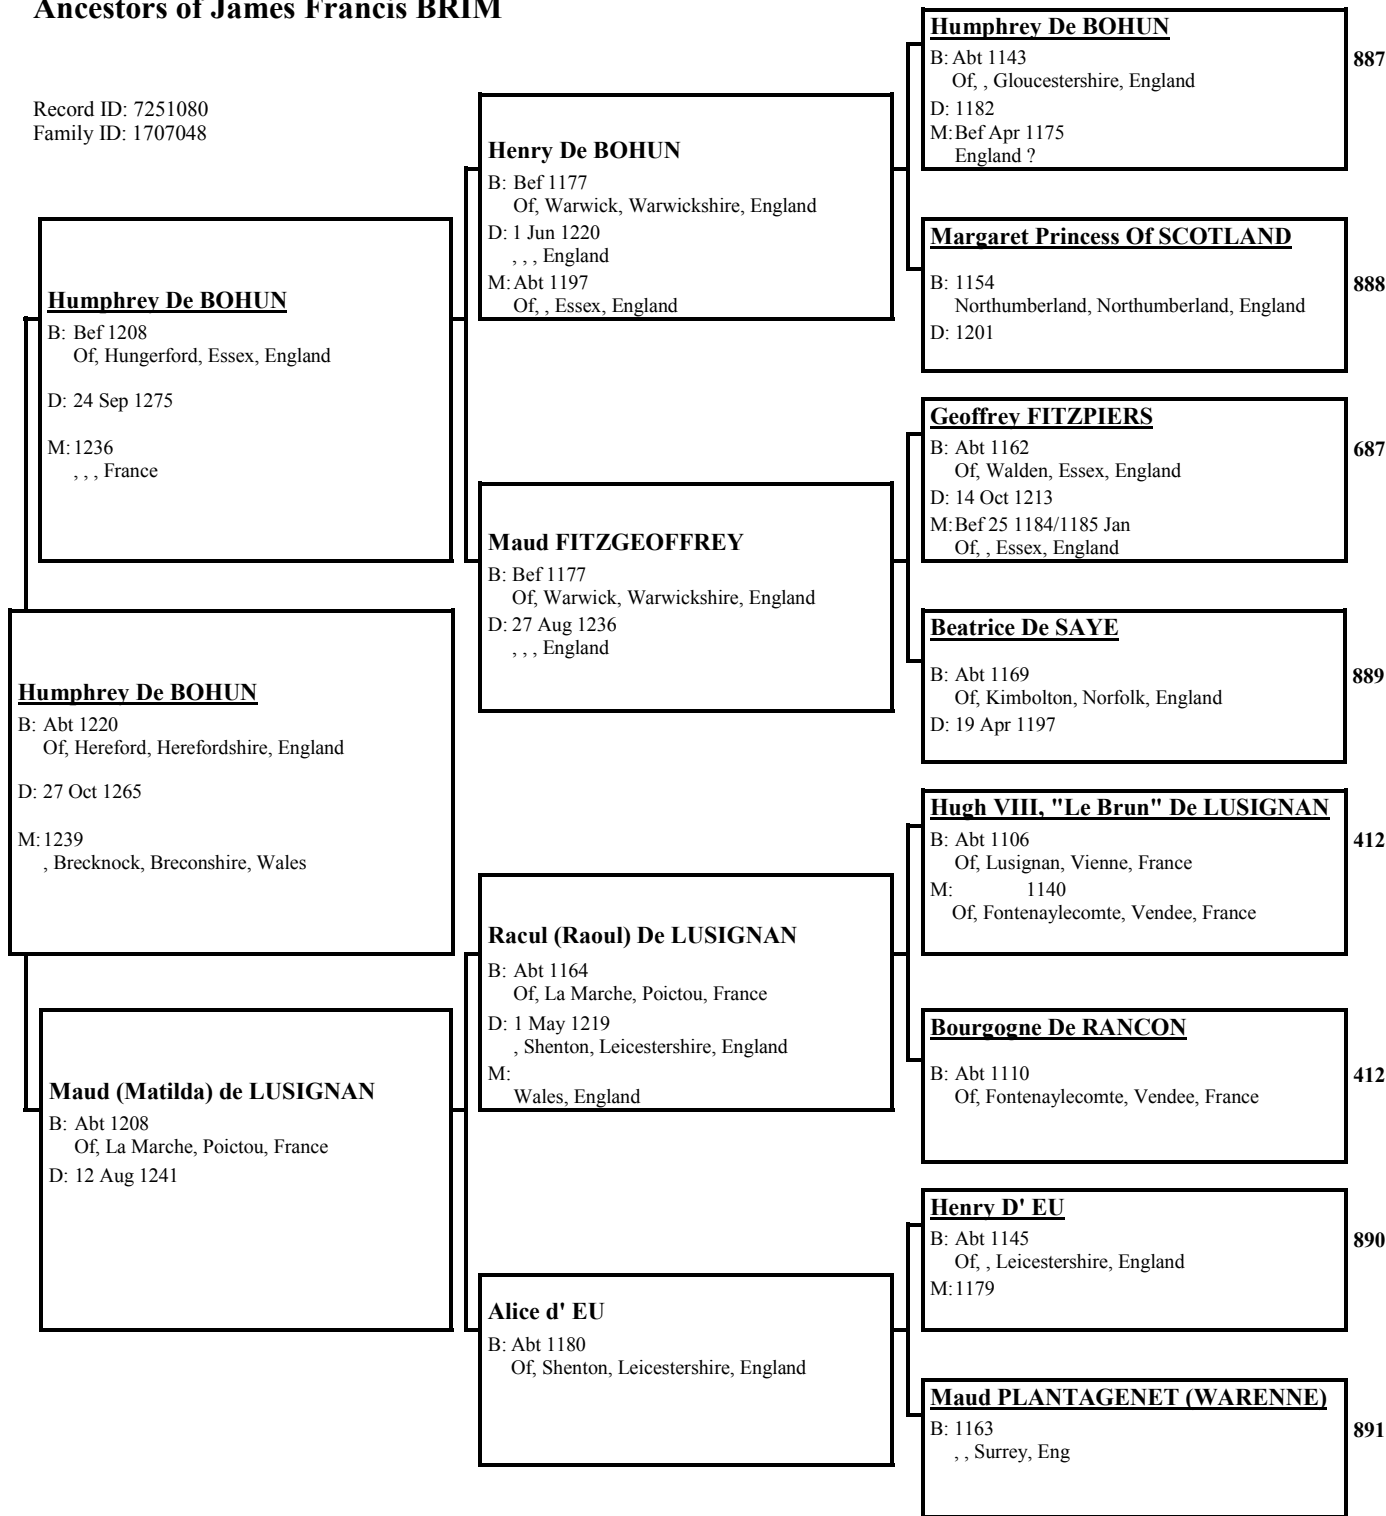 Ancestors of James Francis BRIM
Record ID: 7251080
Family ID: 1707048
Humphrey De BOHUN
B: Abt 1220
Of, Hereford, Herefordshire, England
D: 27 Oct 1265
M: 1239
, Brecknock, Breconshire, Wales
Humphrey De BOHUN
B: Bef 1208
Of, Hungerford, Essex, England
D: 24 Sep 1275
M: 1236
, , , France
Maud (Matilda) de LUSIGNAN
B: Abt 1208
Of, La Marche, Poictou, France
D: 12 Aug 1241
Henry De BOHUN
B: Bef 1177
Of, Warwick, Warwickshire, England
D: 1 Jun 1220
, , , England
M: Abt 1197
Of, , Essex, England
Maud FITZGEOFFREY
B: Bef 1177
Of, Warwick, Warwickshire, England
D: 27 Aug 1236
, , , England
Racul (Raoul) De LUSIGNAN
B: Abt 1164
Of, La Marche, Poictou, France
D: 1 May 1219
, Shenton, Leicestershire, England
M:
Wales, England
Alice d' EU
B: Abt 1180
Of, Shenton, Leicestershire, England
Humphrey De BOHUN
B: Abt 1143 887
Of, , Gloucestershire, England
D: 1182
M: Bef Apr 1175
England ?
Margaret Princess Of SCOTLAND
B: 1154 888
Northumberland, Northumberland, England
D: 1201
Geoffrey FITZPIERS
B: Abt 1162 687
Of, Walden, Essex, England
D: 14 Oct 1213
M: Bef 25 1184/1185 Jan
Of, , Essex, England
Beatrice De SAYE
B: Abt 1169 889
Of, Kimbolton, Norfolk, England
D: 19 Apr 1197
Hugh VIII, "Le Brun" De LUSIGNAN
B: Abt 1106 412
Of, Lusignan, Vienne, France
M: 1140
Of, Fontenaylecomte, Vendee, France
Bourgogne De RANCON
B: Abt 1110 412
Of, Fontenaylecomte, Vendee, France
Henry D' EU
B: Abt 1145 890
Of, , Leicestershire, England
M: 1179
Maud PLANTAGENET (WARENNE)
B: 1163 891
, , Surrey, Eng